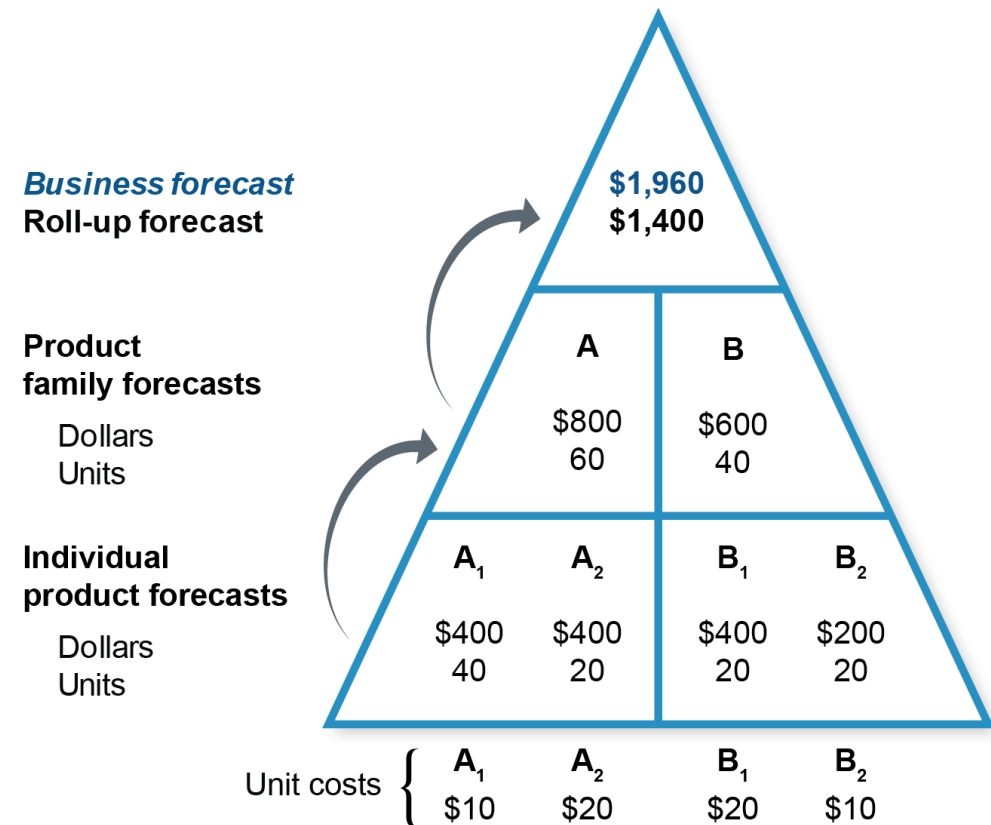 Business forecast
Roll-up forecast
$1,960
$1,400
Product
family forecasts
Dollars
Units
A B
$800 $600
60 40
Individual
product forecasts
Dollars
Units
A₁ A₂ B₁ B₂
$400 $400 $400 $200
40 20 20 20
Unit costs {
A₁ A₂ B₁ B₂
$10 $20 $20 $10